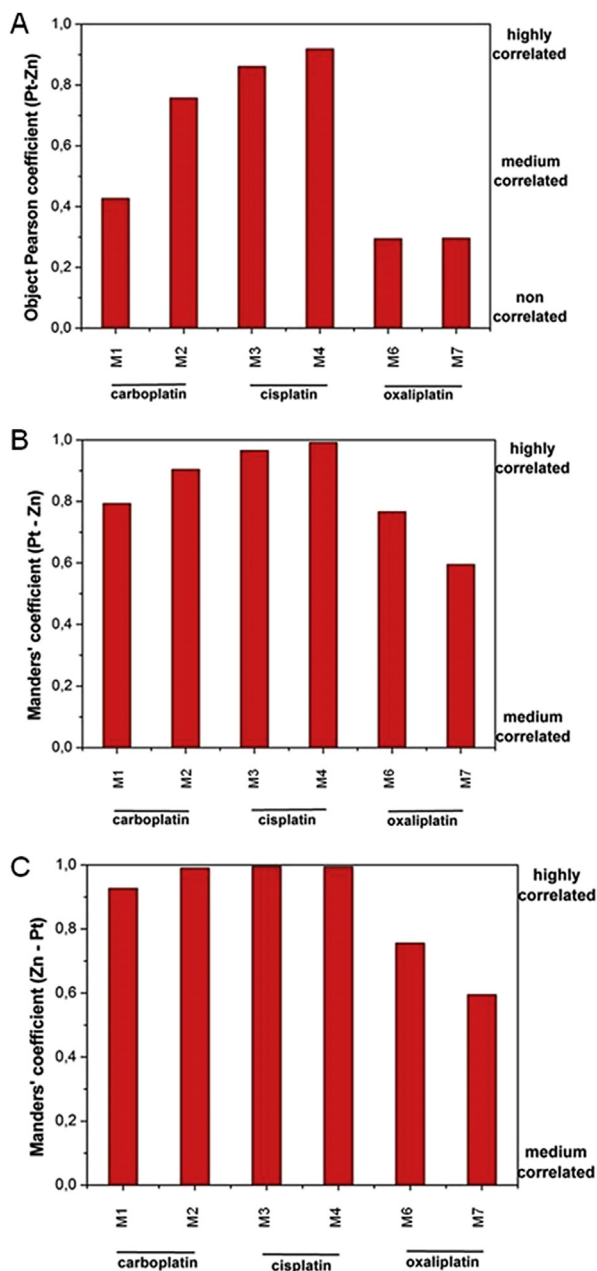 A
Object Pearson coefficient (Pt-Zn)
1,0
0,8
0,6
0,4
0,2
0,0
highly
correlated
medium
correlated
non
correlated
M1 M2 M3 M4 M6 M7
carboplatin cisplatin oxaliplatin
B
Manders' coefficient (Pt - Zn)
1,0
0,8
0,6
0,4
0,2
0,0
highly
correlated
medium
correlated
M1 M2 M3 M4 M6 M7
carboplatin cisplatin oxaliplatin
C
Manders' coefficient (Zn - Pt)
1,0
0,8
0,6
0,4
0,2
0,0
highly
correlated
medium
correlated
M1 M2 M3 M4 M6 M7
carboplatin cisplatin oxaliplatin